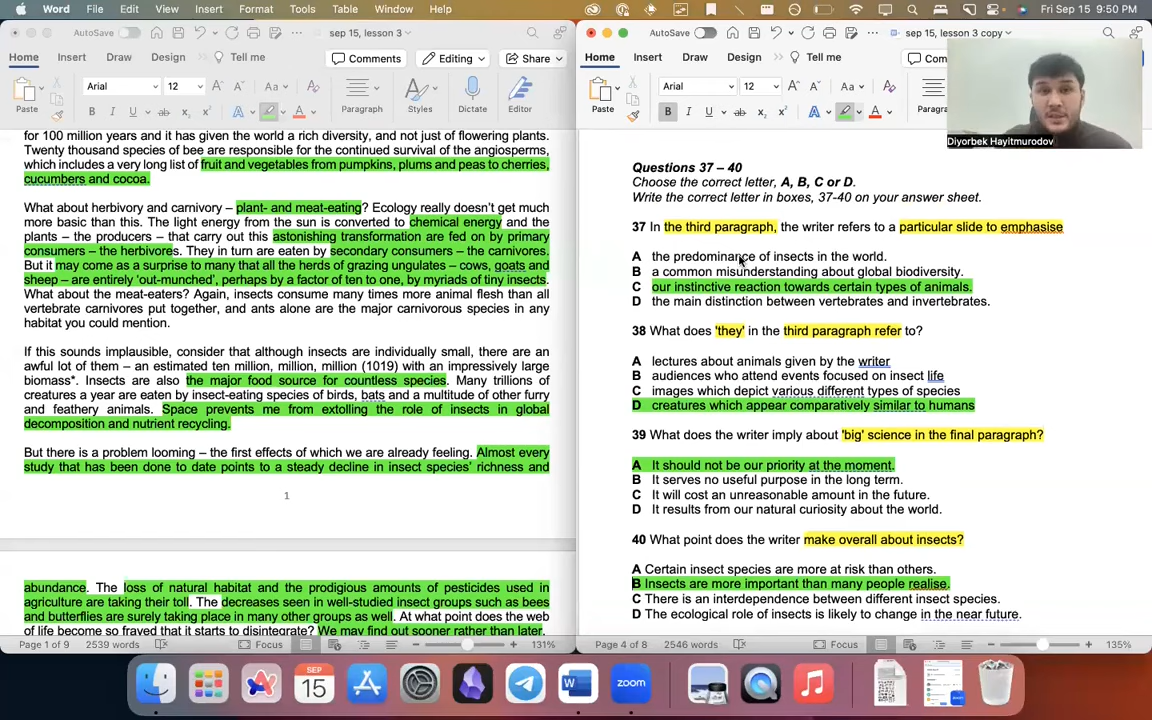 Word File Edit View Insert Format Tools Table Window Help Fri Sep 15 9:50 PM
AutoSave sep 15, lesson 3
Home Insert Draw Design Tell me Comments Editing Share
Arial 12 Aa
Paste Paragraph Styles Dictate Editor
for 100 million years and it has given the world a rich diversity, and not just of flowering plants.
Twenty thousand species of bee are responsible for the continued survival of the angiosperms,
which includes a very long list of fruit and vegetables from pumpkins, plums and peas to cherries,
cucumbers and cocoa.
What about herbivory and carnivory – plant- and meat-eating? Ecology really doesn't get much
more basic than this. The light energy from the sun is converted to chemical energy and the
plants – the producers – that carry out this astonishing transformation are fed on by primary
consumers – the herbivores. They in turn are eaten by secondary consumers – the carnivores.
But it may come as a surprise to many that all the herds of grazing ungulates – cows, goats and
sheep – are entirely 'out-munched', perhaps by a factor of ten to one, by myriads of tiny insects.
What about the meat-eaters? Again, insects consume many times more animal flesh than all
vertebrate carnivores put together, and ants alone are the major carnivorous species in any
habitat you could mention.
If this sounds implausible, consider that although insects are individually small, there are an
awful lot of them – an estimated ten million, million, million (1019) with an impressively large
biomass*. Insects are also the major food source for countless species. Many trillions of
creatures a year are eaten by insect-eating species of birds, bats and a multitude of other furry
and feathery animals. Space prevents me from extolling the role of insects in global
decomposition and nutrient recycling.
But there is a problem looming – the first effects of which we are already feeling. Almost every
study that has been done to date points to a steady decline in insect species' richness and
1
abundance. The loss of natural habitat and the prodigious amounts of pesticides used in
agriculture are taking their toll. The decreases seen in well-studied insect groups such as bees
and butterflies are surely taking place in many other groups as well. At what point does the web
of life become so frayed that it starts to disintegrate? We may find out sooner rather than later.
Page 1 of 9 2539 words Focus 131%
AutoSave sep 15, lesson 3 copy
Home Insert Draw Design Tell me Com
Arial 12 Aa
Paste Paragra
Diyorbek Hayitmurodov
Questions 37 – 40
Choose the correct letter, A, B, C or D.
Write the correct letter in boxes, 37-40 on your answer sheet.
37 In the third paragraph, the writer refers to a particular slide to emphasise
A the predominance of insects in the world.
B a common misunderstanding about global biodiversity.
C our instinctive reaction towards certain types of animals.
D the main distinction between vertebrates and invertebrates.
38 What does 'they' in the third paragraph refer to?
A lectures about animals given by the writer
B audiences who attend events focused on insect life
C images which depict various different types of species
D creatures which appear comparatively similar to humans
39 What does the writer imply about 'big' science in the final paragraph?
A It should not be our priority at the moment.
B It serves no useful purpose in the long term.
C It will cost an unreasonable amount in the future.
D It results from our natural curiosity about the world.
40 What point does the writer make overall about insects?
A Certain insect species are more at risk than others.
B Insects are more important than many people realise.
C There is an interdependence between different insect species.
D The ecological role of insects is likely to change in the near future.
Page 4 of 8 2546 words Focus 135%
SEP
15
zoom